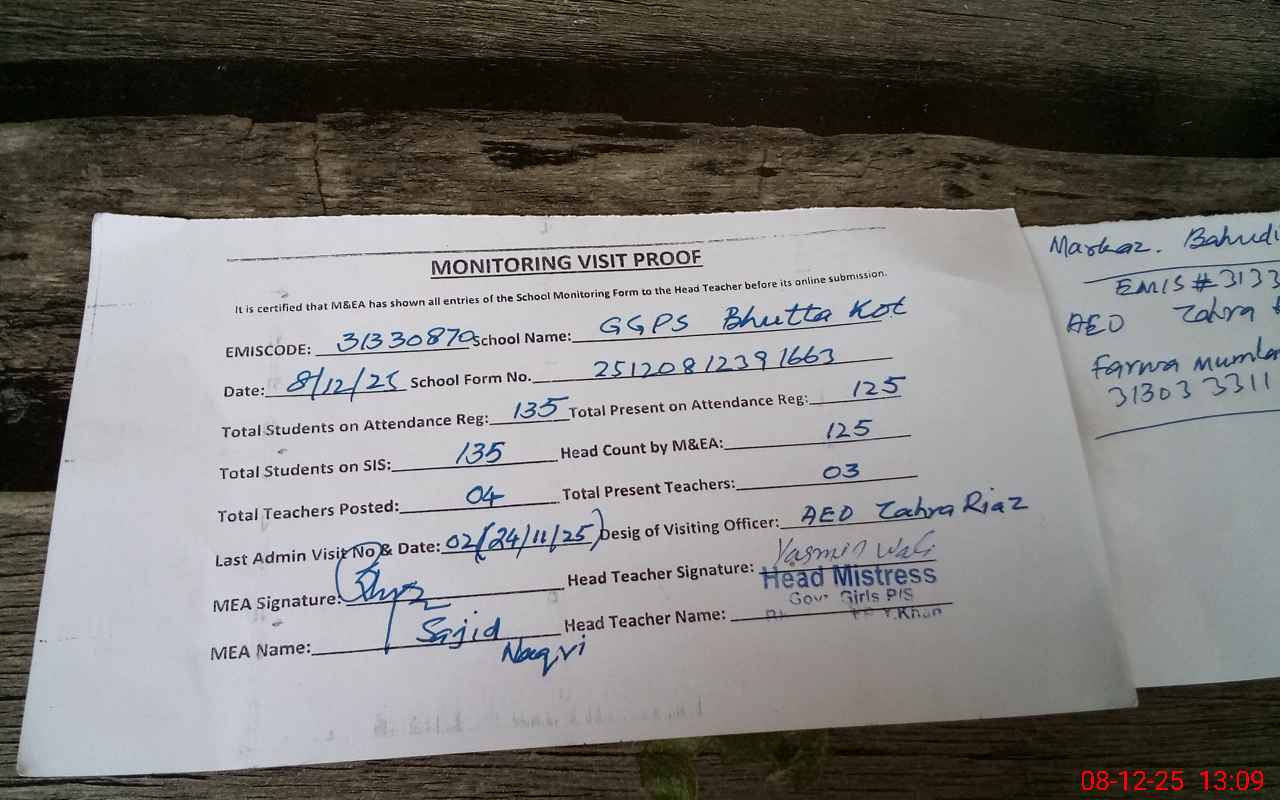 MONITORING VISIT PROOF
It is certified that M&EA has shown all entries of the School Monitoring Form to the Head Teacher before its online submission.
EMISCODE: 31330870 School Name: GGPS Bhutta Kot
Date: 8/12/25 School Form No. 2512081239 1663
Total Students on Attendance Reg: 135 Total Present on Attendance Reg: 125
Total Students on SIS: 135 Head Count by M&EA: 125
Total Teachers Posted: 04 Total Present Teachers: 03
Last Admin Visit No & Date: 02 (24/11/25) Desig of Visiting Officer: AEO Zahra Riaz
MEA Signature: Head Teacher Signature: Yasmin Wali
Head Mistress
Govt Girls P/S
MEA Name: Sajid Naqvi Head Teacher Name: Y.Khan
Markaz. Bahudi
EMIS # 3133
AEO Zahra
Farwa Mumta
31303 3311
08-12-25 13:09